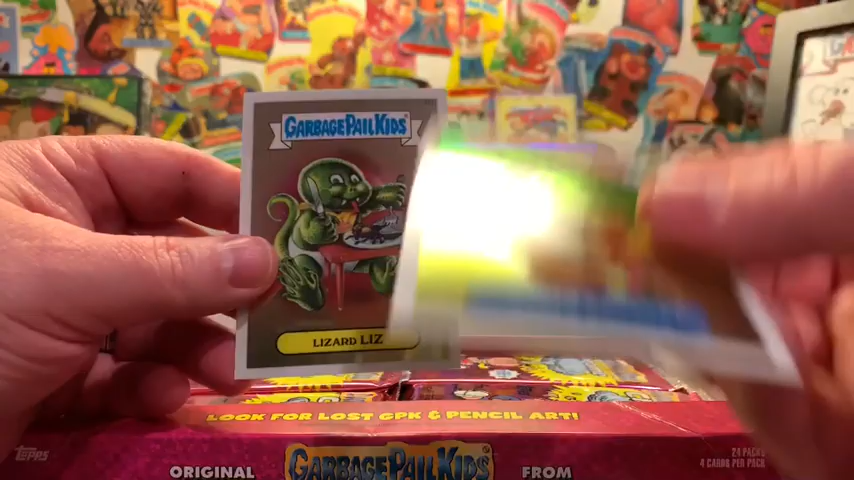 GARBAGE PAIL KIDS
LIZARD LIZ
LOOK FOR LOST GPK & PENCIL ART!
Topps
24 PACKS
4 CARDS PER PACK
ORIGINAL GARBAGE PAIL KIDS FROM